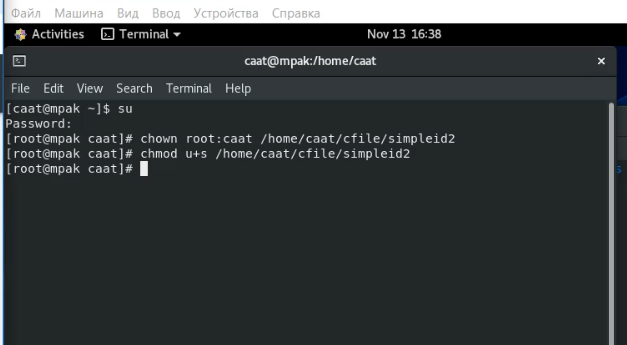 Файл Машина Вид Ввод Устройства Справка
Activities Terminal Nov 13 16:38
caat@mpak:/home/caat ×
File Edit View Search Terminal Help
[caat@mpak ~]$ su
Password:
[root@mpak caat]# chown root:caat /home/caat/cfile/simpleid2
[root@mpak caat]# chmod u+s /home/caat/cfile/simpleid2
[root@mpak caat]#